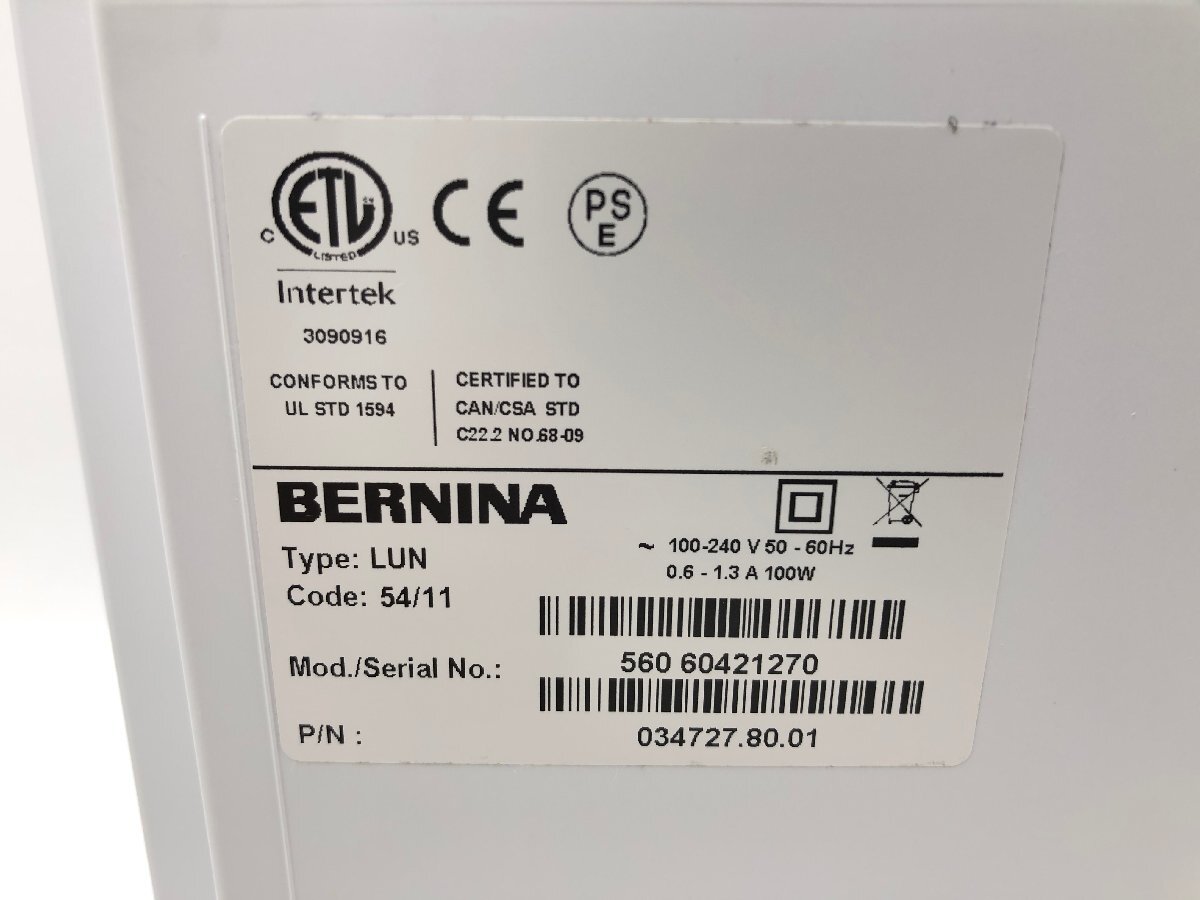 C ETL US
LISTED
CE
PS
E
Intertek
3090916
CONFORMS TO
UL STD 1594
CERTIFIED TO
CAN/CSA STD
C22.2 NO.68-09
BERNINA
Type: LUN
Code: 54/11
~ 100-240 V 50 - 60Hz
0.6 - 1.3 A 100W
Mod./Serial No.: 560 60421270
P/N : 034727.80.01